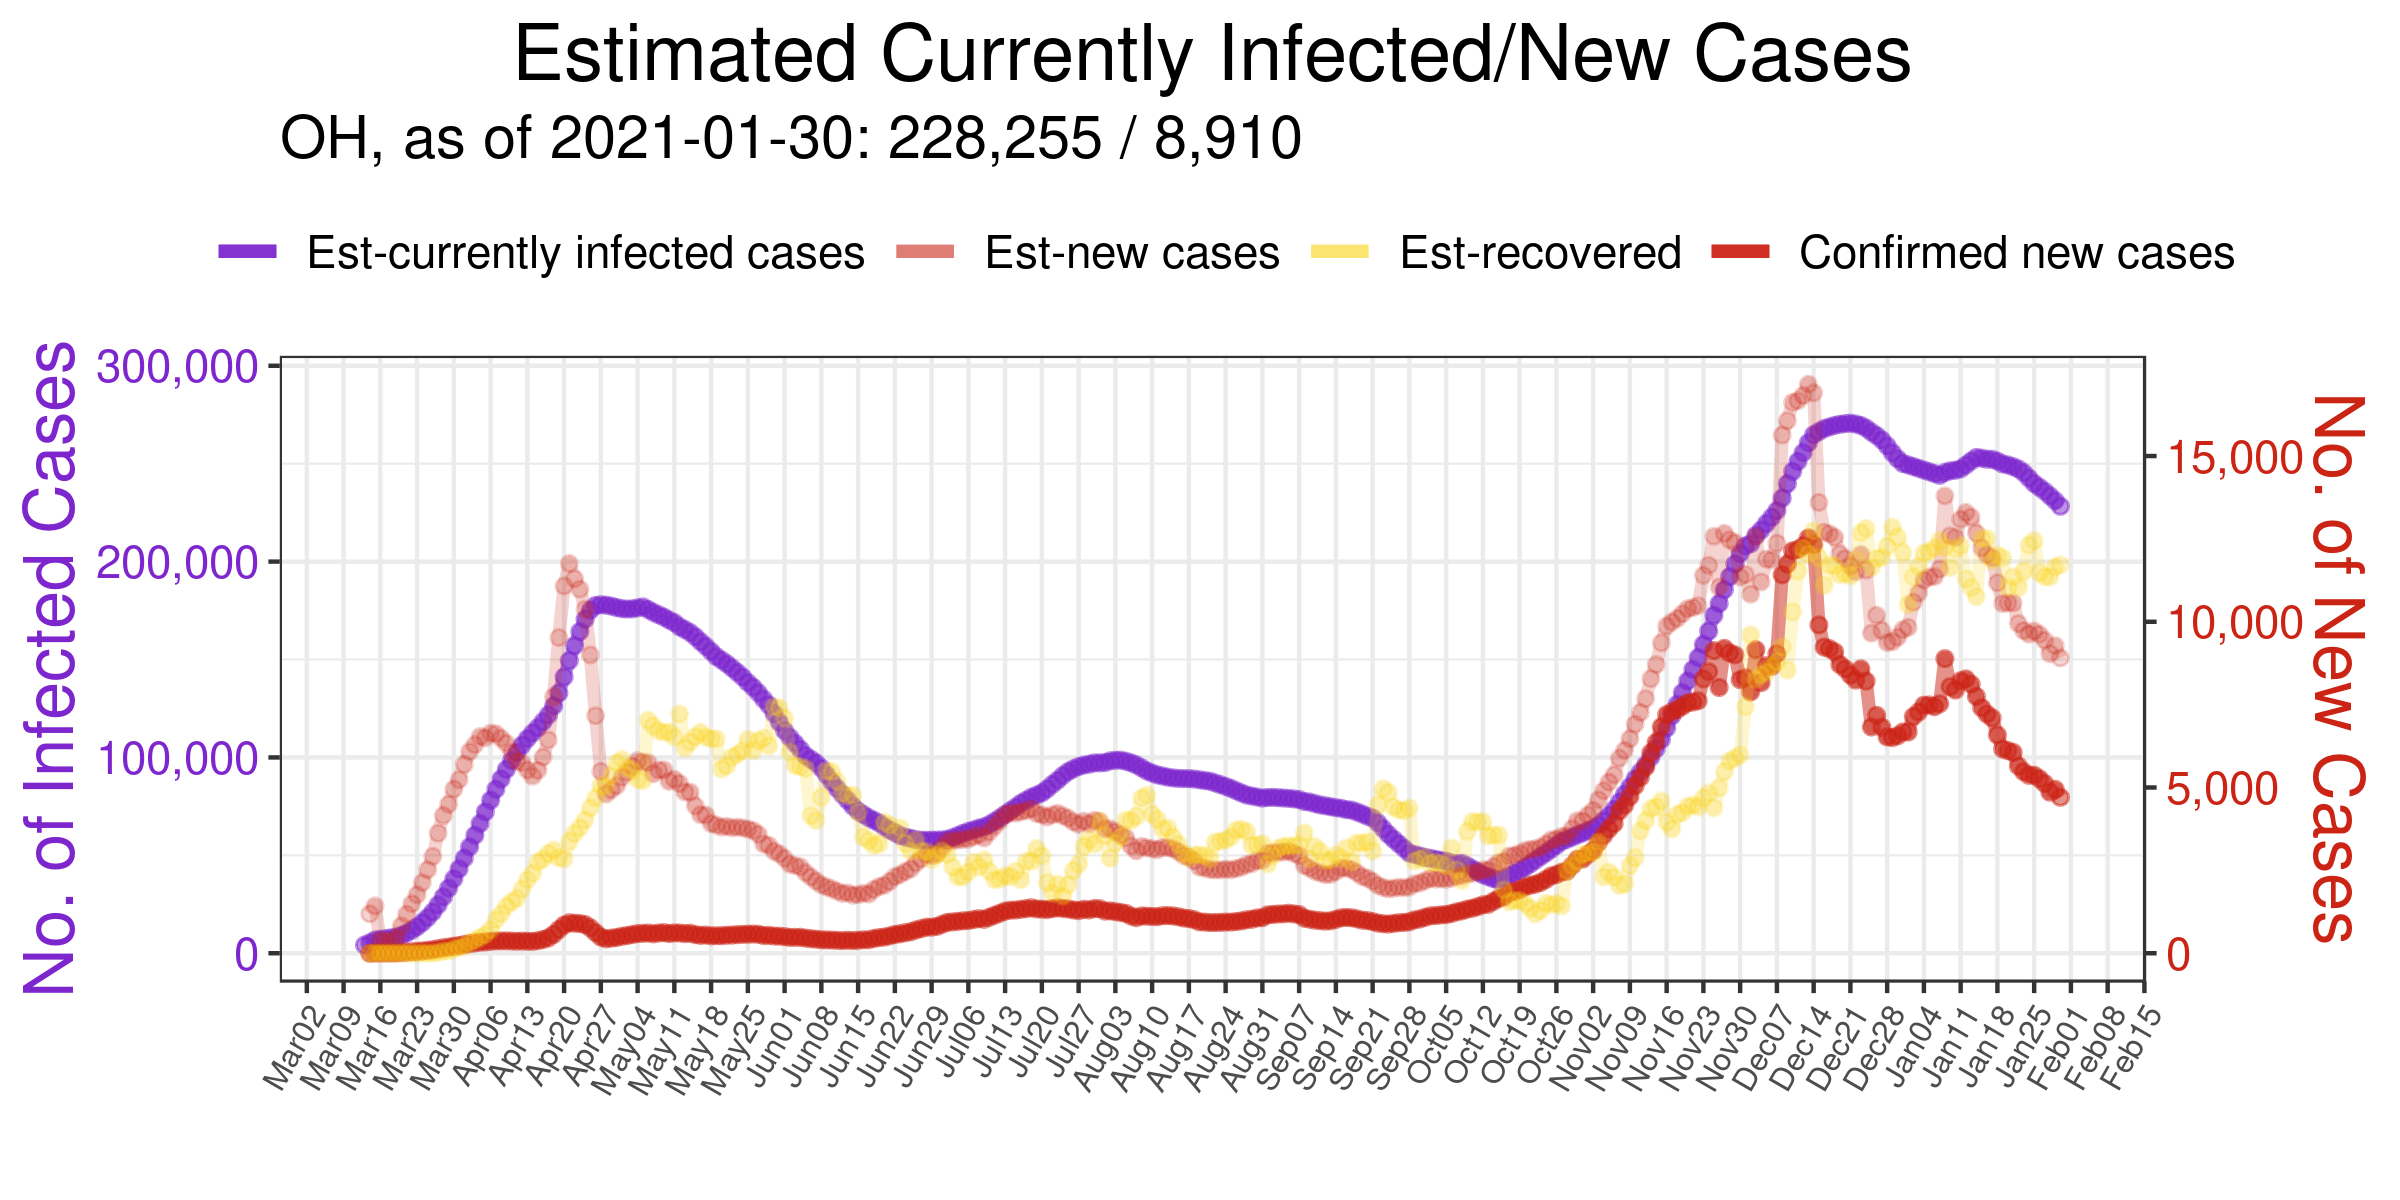 Estimated Currently Infected/New Cases
OH, as of 2021-01-30: 228,255 / 8,910
Est-currently infected cases Est-new cases Est-recovered Confirmed new cases
No. of Infected Cases
300,000
200,000
100,000
0
15,000
10,000
5,000
0
No. of New Cases
Mar02
Mar09
Mar16
Mar23
Mar30
Apr06
Apr13
Apr20
Apr27
May04
May11
May18
May25
Jun01
Jun08
Jun15
Jun22
Jun29
Jul06
Jul13
Jul20
Jul27
Aug03
Aug10
Aug17
Aug24
Aug31
Sep07
Sep14
Sep21
Sep28
Oct05
Oct12
Oct19
Oct26
Nov02
Nov09
Nov16
Nov23
Nov30
Dec07
Dec14
Dec21
Dec28
Jan04
Jan11
Jan18
Jan25
Feb01
Feb08
Feb15